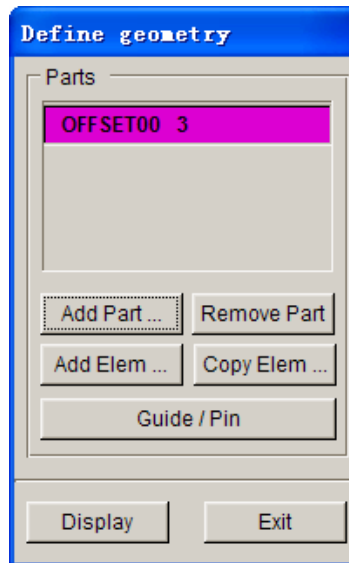 Define geometry
Parts
OFFSET00 3
Add Part ...
Remove Part
Add Elem ...
Copy Elem ...
Guide / Pin
Display
Exit